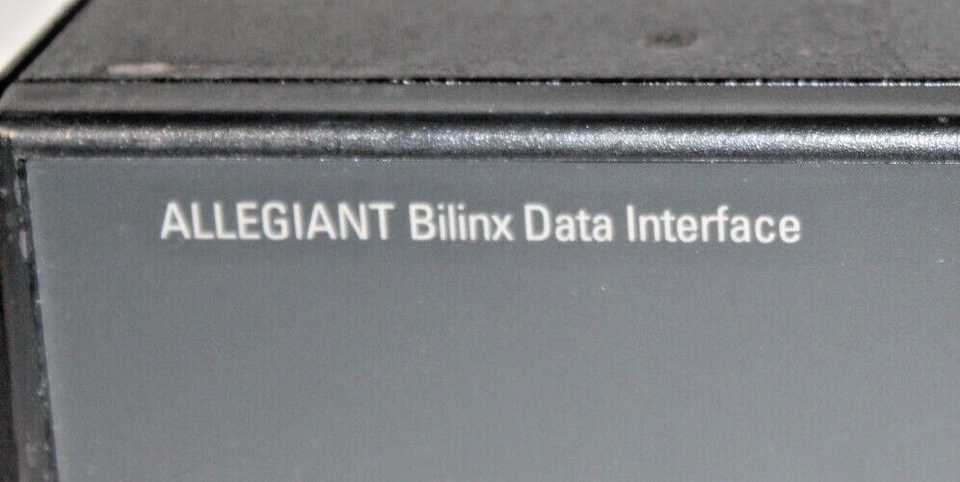 ALLEGIANT Bilinx Data Interface